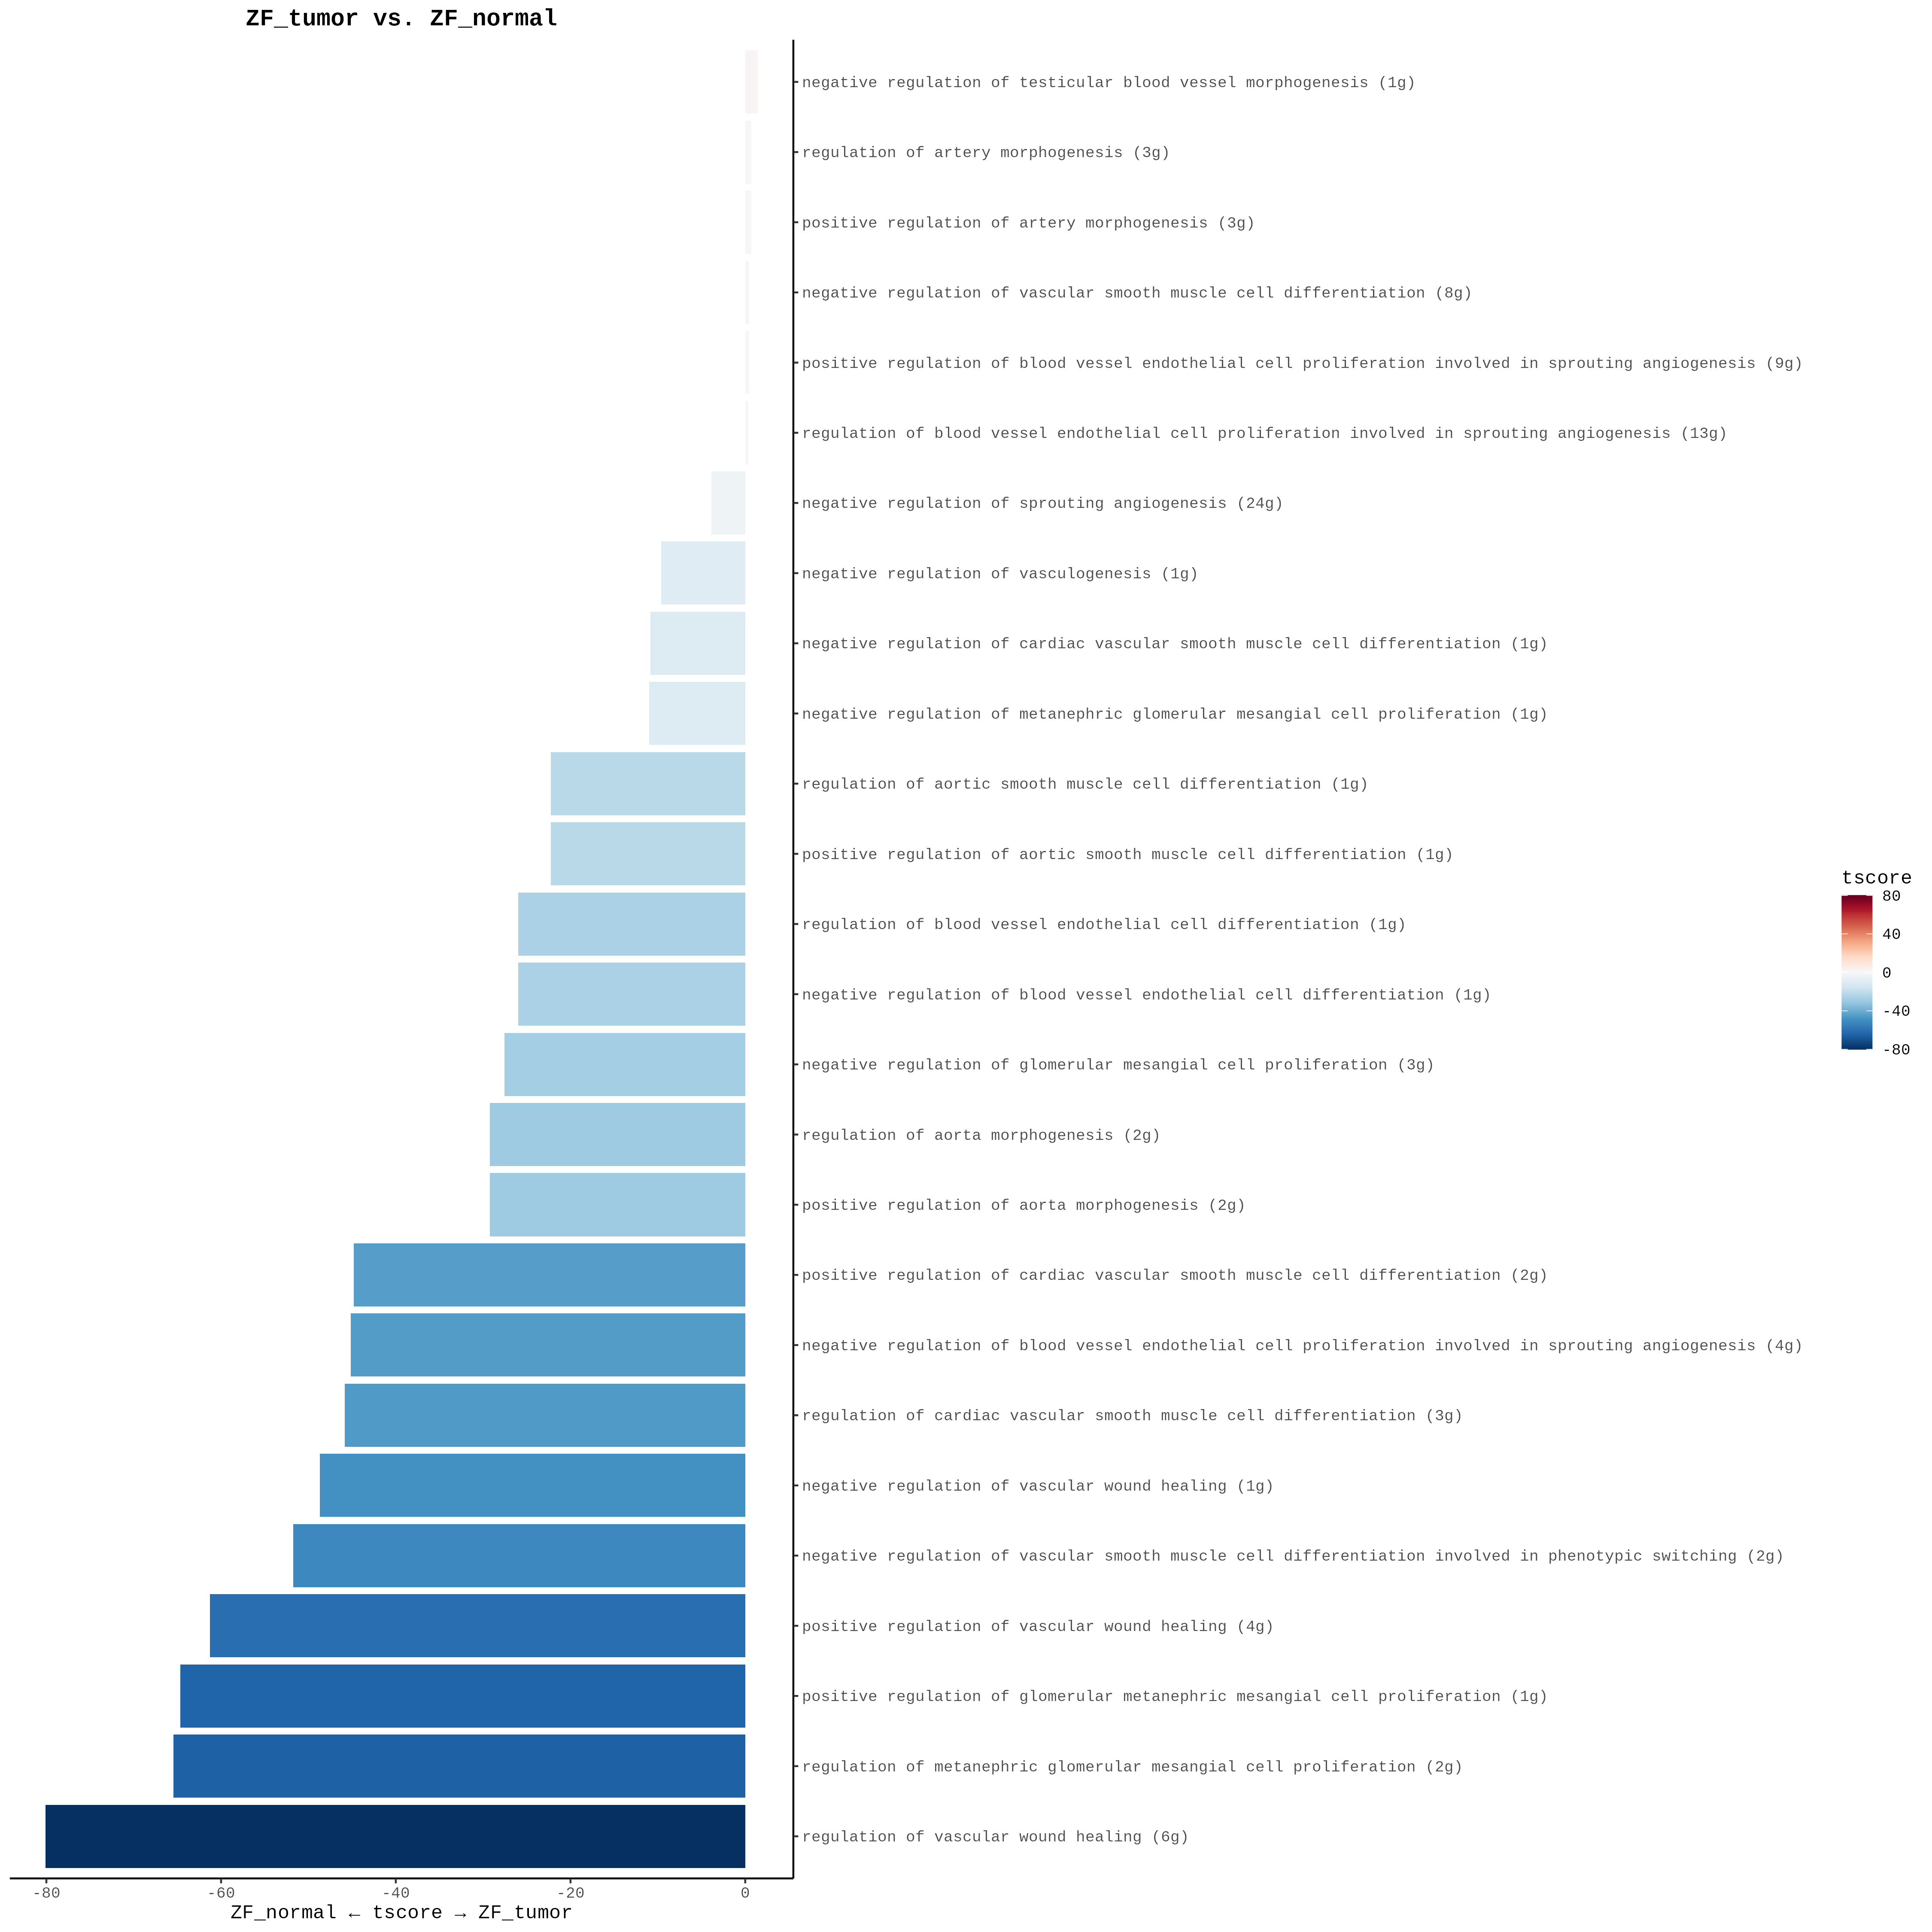 ZF_tumor vs. ZF_normal
negative regulation of testicular blood vessel morphogenesis (1g)
regulation of artery morphogenesis (3g)
positive regulation of artery morphogenesis (3g)
negative regulation of vascular smooth muscle cell differentiation (8g)
positive regulation of blood vessel endothelial cell proliferation involved in sprouting angiogenesis (9g)
regulation of blood vessel endothelial cell proliferation involved in sprouting angiogenesis (13g)
negative regulation of sprouting angiogenesis (24g)
negative regulation of vasculogenesis (1g)
negative regulation of cardiac vascular smooth muscle cell differentiation (1g)
negative regulation of metanephric glomerular mesangial cell proliferation (1g)
regulation of aortic smooth muscle cell differentiation (1g)
positive regulation of aortic smooth muscle cell differentiation (1g)
regulation of blood vessel endothelial cell differentiation (1g)
negative regulation of blood vessel endothelial cell differentiation (1g)
negative regulation of glomerular mesangial cell proliferation (3g)
regulation of aorta morphogenesis (2g)
positive regulation of aorta morphogenesis (2g)
positive regulation of cardiac vascular smooth muscle cell differentiation (2g)
negative regulation of blood vessel endothelial cell proliferation involved in sprouting angiogenesis (4g)
regulation of cardiac vascular smooth muscle cell differentiation (3g)
negative regulation of vascular wound healing (1g)
negative regulation of vascular smooth muscle cell differentiation involved in phenotypic switching (2g)
positive regulation of vascular wound healing (4g)
positive regulation of glomerular metanephric mesangial cell proliferation (1g)
regulation of metanephric glomerular mesangial cell proliferation (2g)
regulation of vascular wound healing (6g)
-80 -60 -40 -20 0
ZF_normal ← tscore → ZF_tumor
tscore
80
40
0
-40
-80